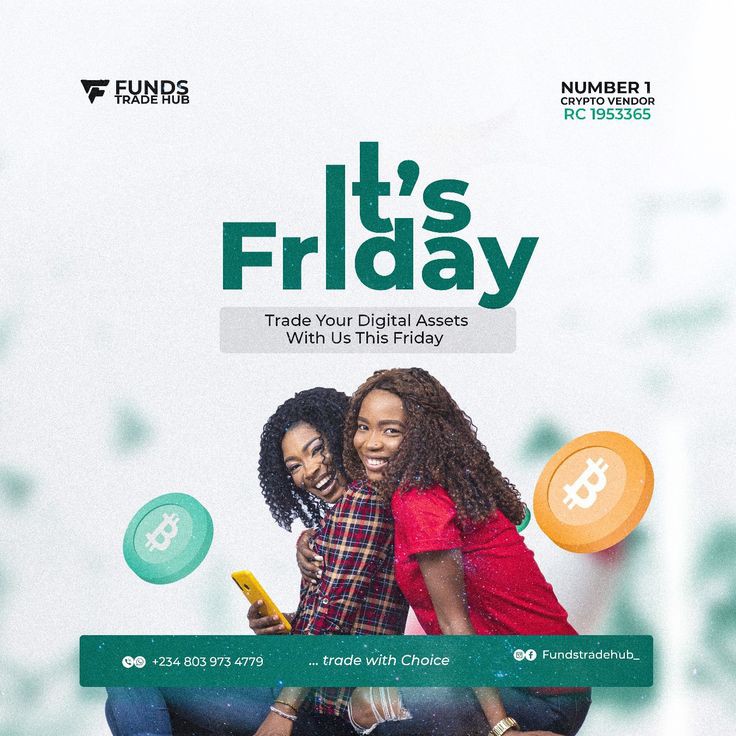 FUNDS
TRADE HUB
NUMBER 1
CRYPTO VENDOR
RC 1953365
It's
FrIday
Trade Your Digital Assets
With Us This Friday
+234 803 973 4779
... trade with Choice
Fundstradehub_